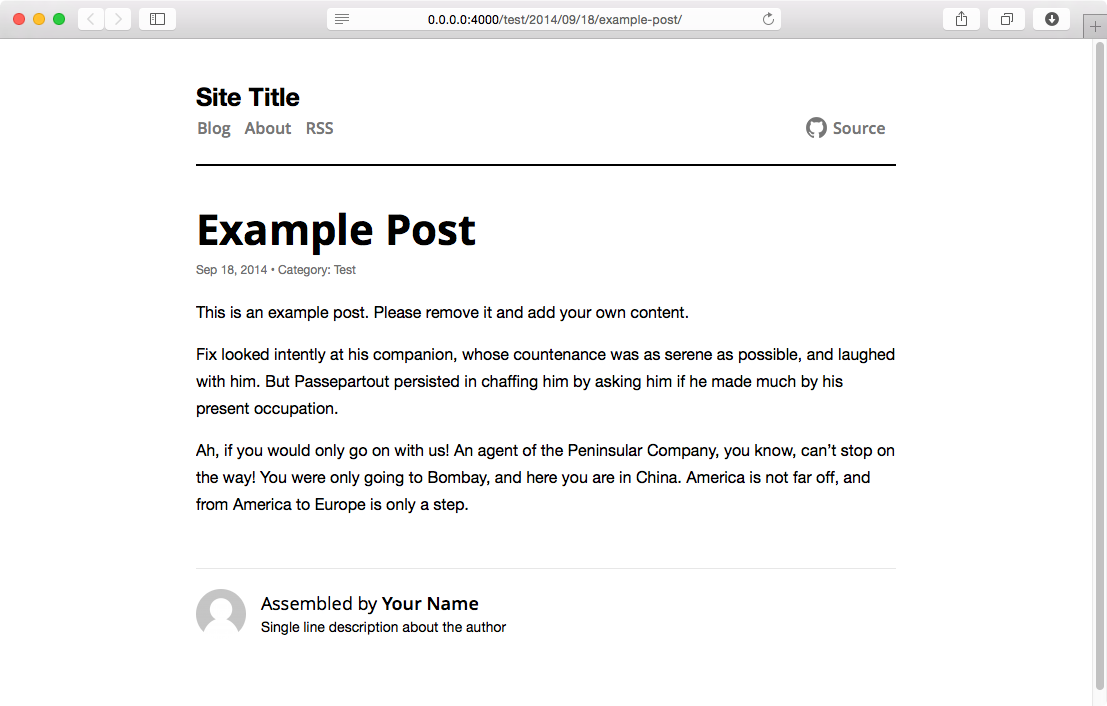 0.0.0.0:4000/test/2014/09/18/example-post/
Site Title
Blog About RSS Source
Example Post
Sep 18, 2014 • Category: Test
This is an example post. Please remove it and add your own content.
Fix looked intently at his companion, whose countenance was as serene as possible, and laughed
with him. But Passepartout persisted in chaffing him by asking him if he made much by his
present occupation.
Ah, if you would only go on with us! An agent of the Peninsular Company, you know, can’t stop on
the way! You were only going to Bombay, and here you are in China. America is not far off, and
from America to Europe is only a step.
Assembled by Your Name
Single line description about the author